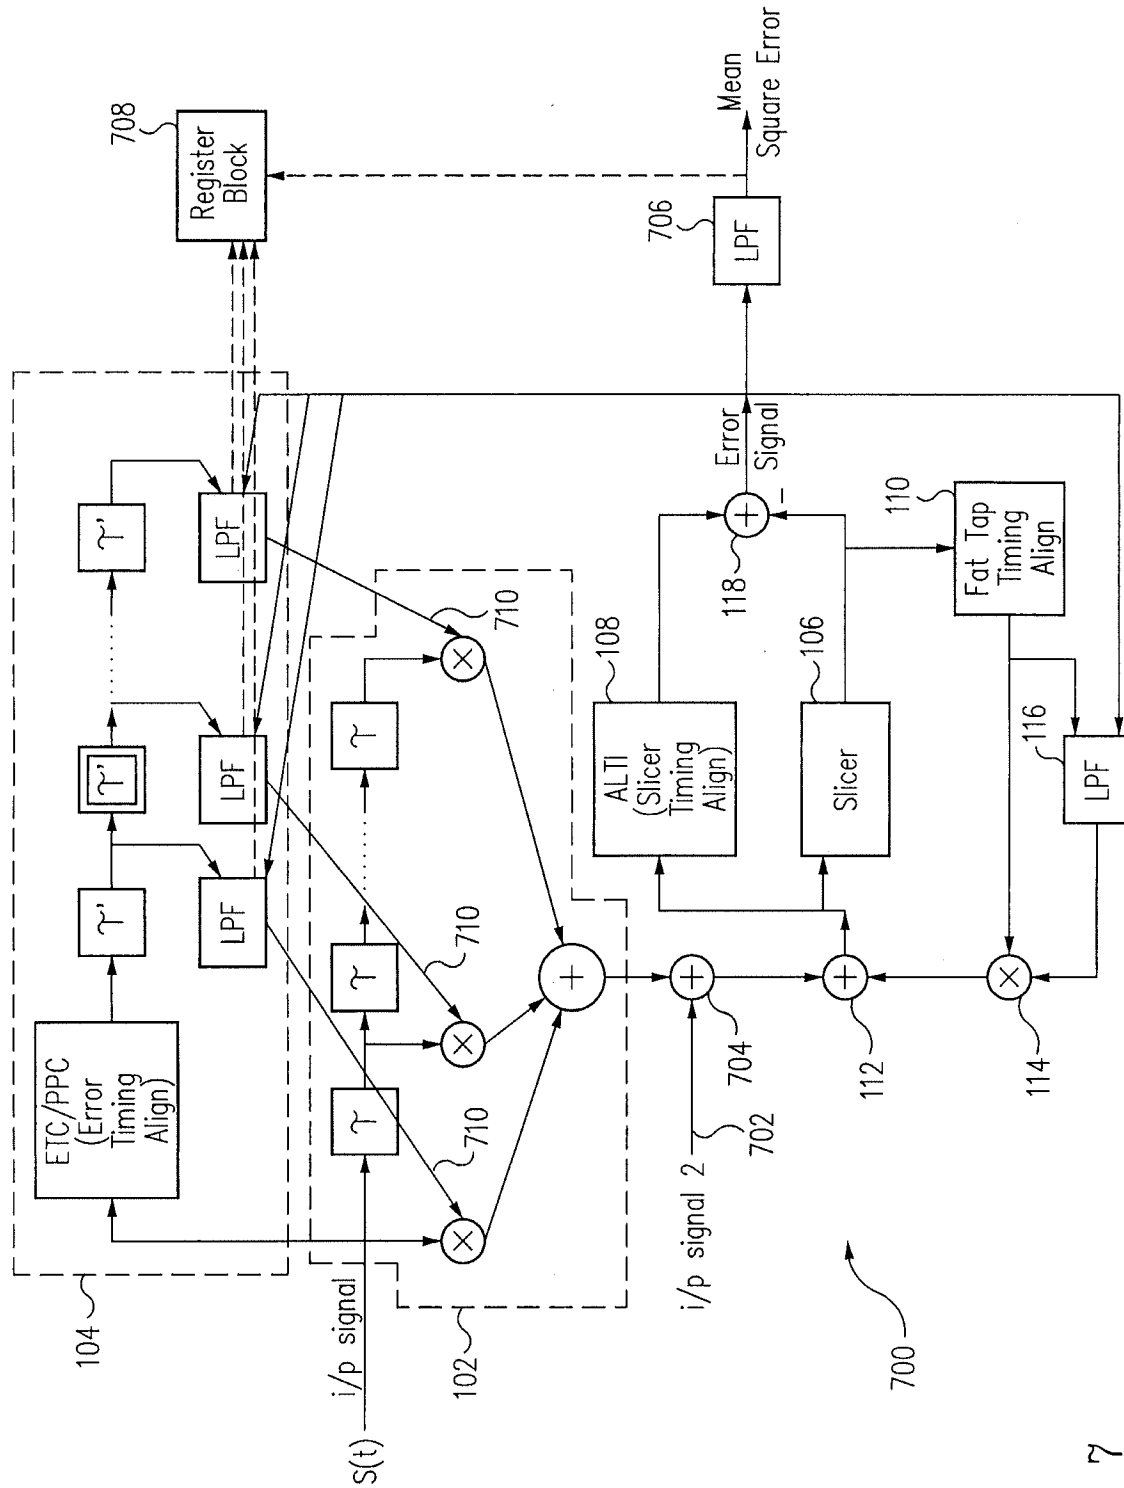 104
ETC/PPC
(Error
Timing
Align)
τ'
τ'
τ'
LPF
LPF
LPF
708
Register
Block
S(t)
i/p signal
τ
τ
τ
710
710
710
×
×
×
+
102
i/p signal 2
702
+
704
+
112
×
114
ALTI
(Slicer
Timing
Align)
108
Slicer
106
+
118
−
Error
Signal
706
LPF
Mean
Square Error
110
Fat Tap
Timing
Align
116
LPF
700
7